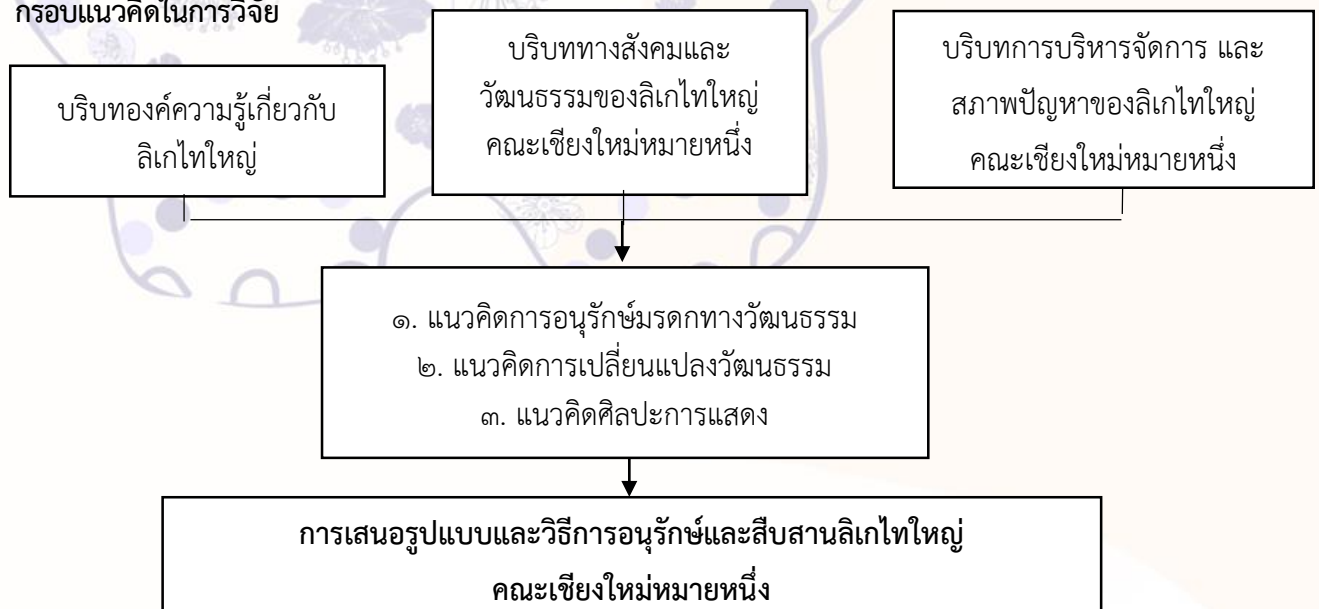 กรอบแนวคิดในการวิจัย
บริบทองค์ความรู้เกี่ยวกับ
ลิเกไทใหญ่
บริบททางสังคมและ
วัฒนธรรมของลิเกไทใหญ่
คณะเชียงใหม่หมายหนึ่ง
บริบทการบริหารจัดการ และ
สภาพปัญหาของลิเกไทใหญ่
คณะเชียงใหม่หมายหนึ่ง
๑. แนวคิดการอนุรักษ์มรดกทางวัฒนธรรม
๒. แนวคิดการเปลี่ยนแปลงวัฒนธรรม
๓. แนวคิดศิลปะการแสดง
การเสนอรูปแบบและวิธีการอนุรักษ์และสืบสานลิเกไทใหญ่
คณะเชียงใหม่หมายหนึ่ง